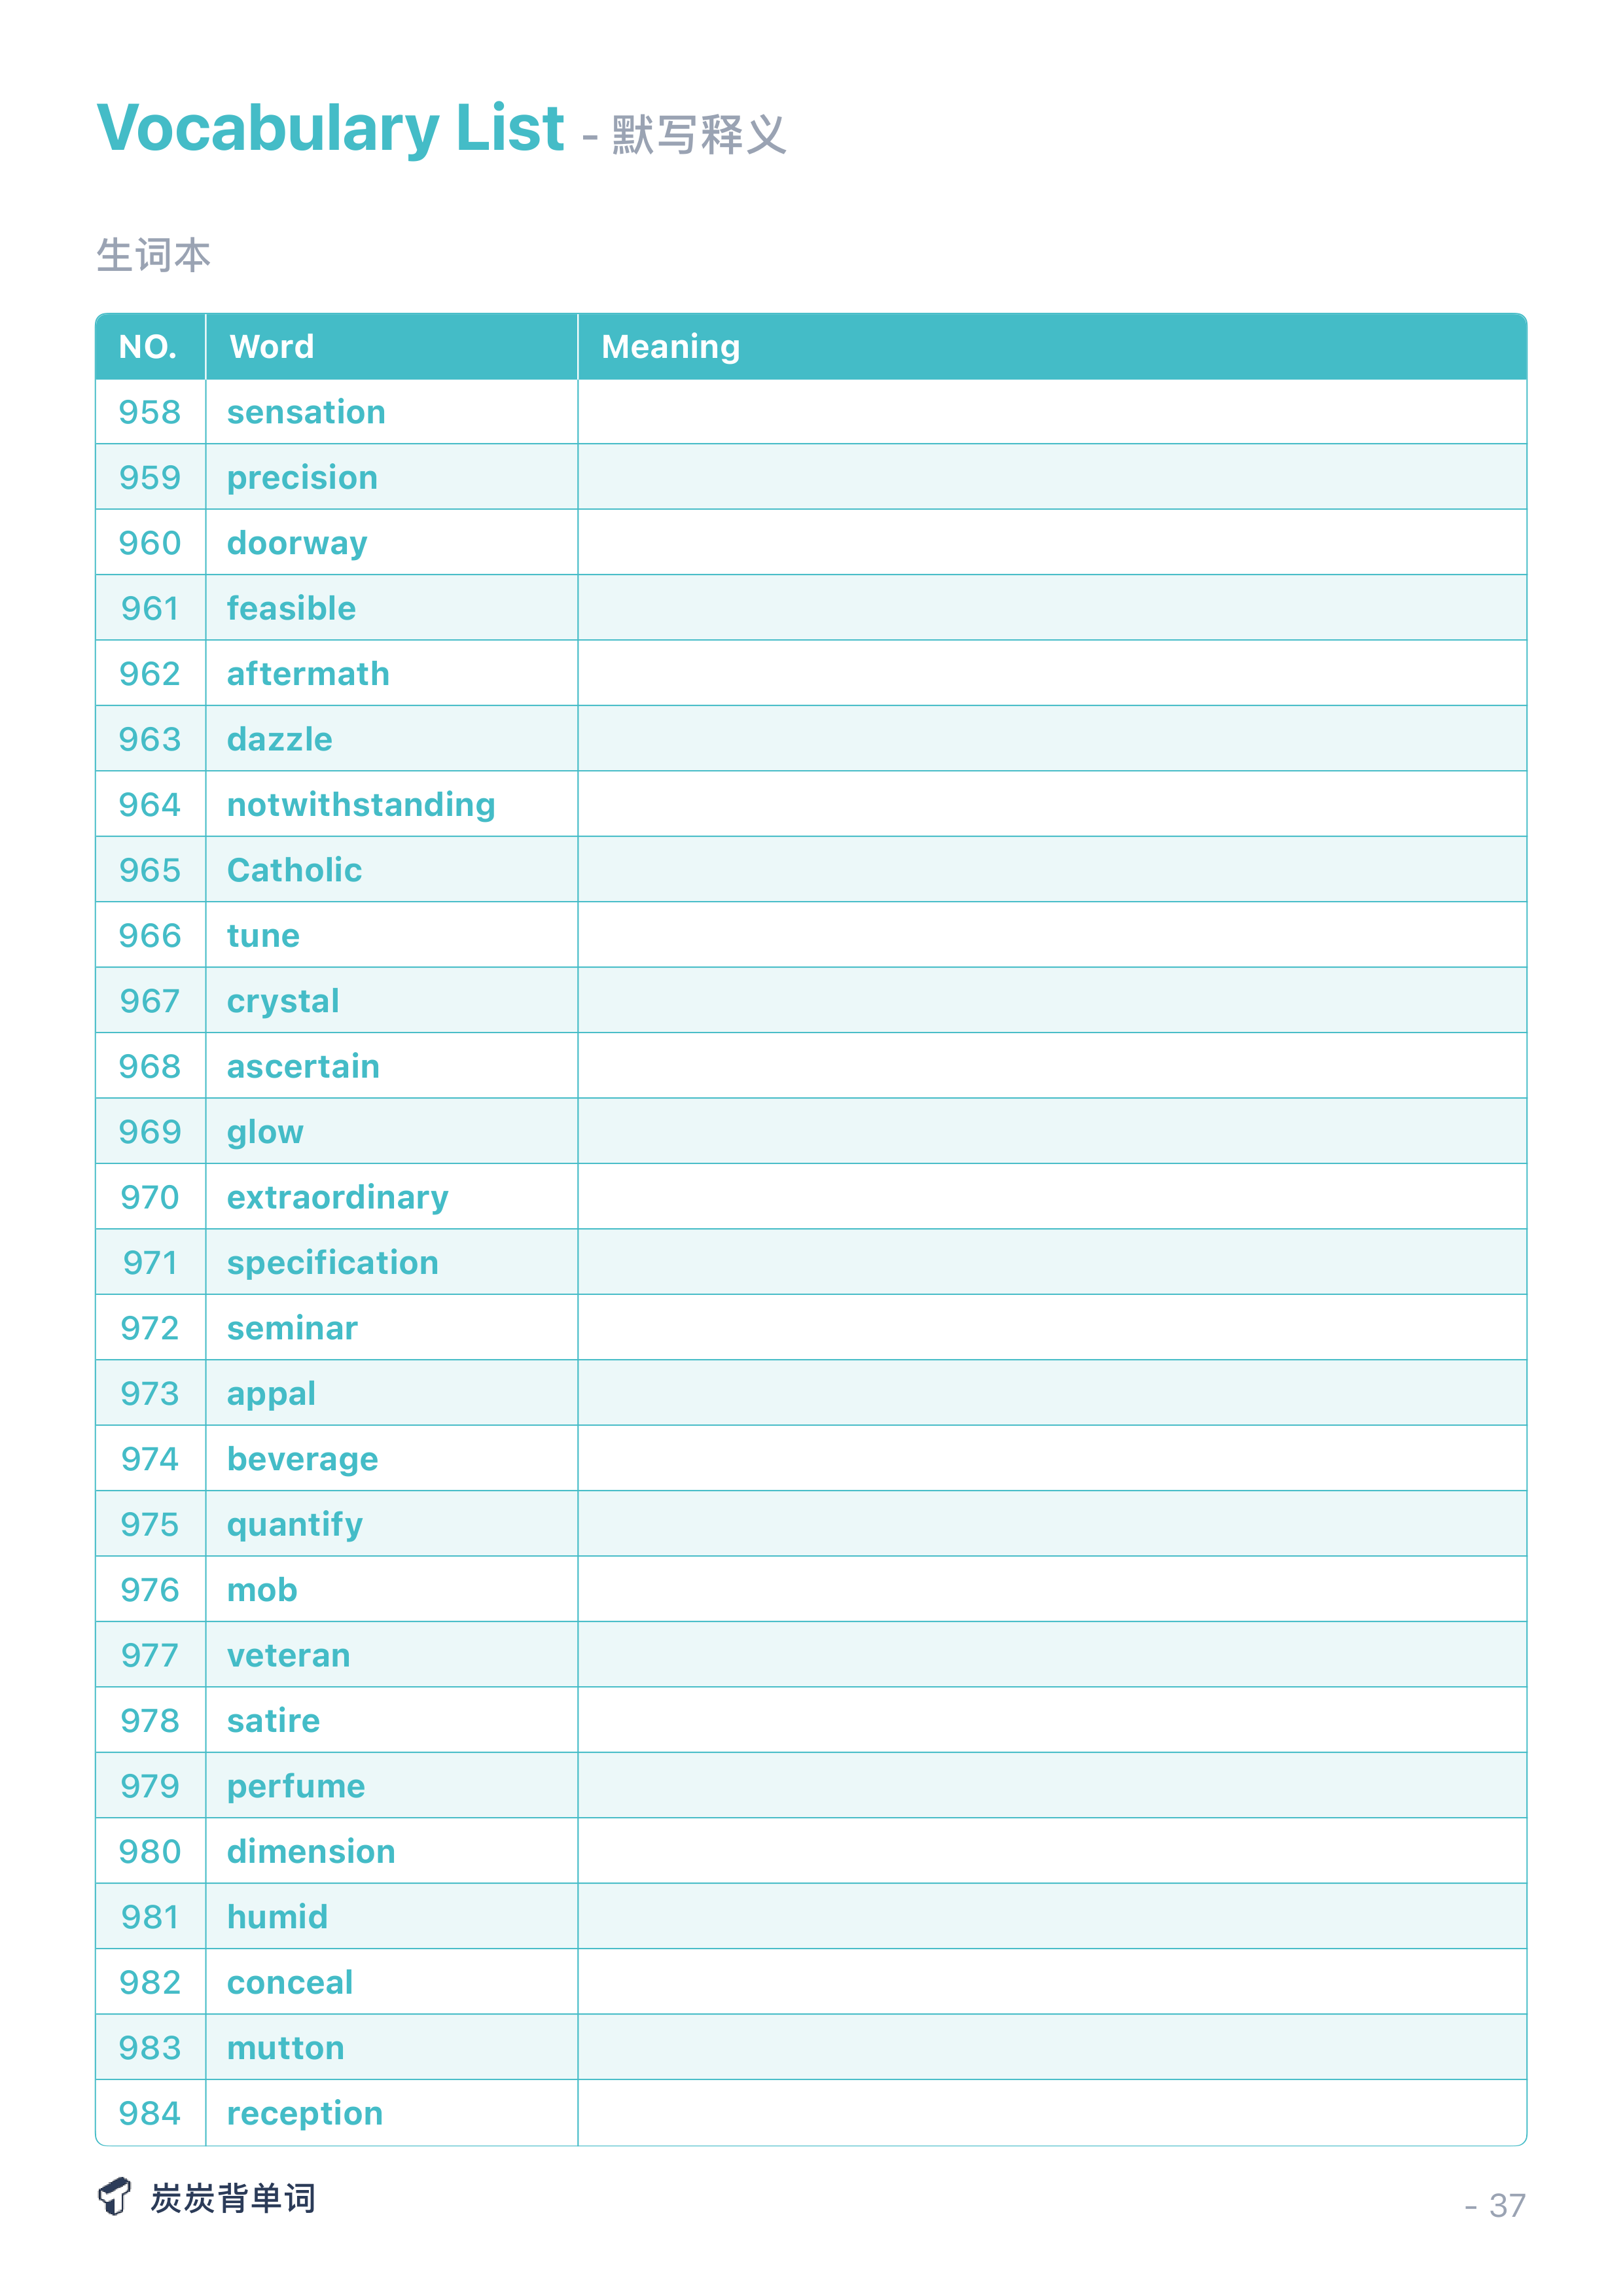 Vocabulary List - 默写释义
生词本
NO. Word Meaning
958 sensation
959 precision
960 doorway
961 feasible
962 aftermath
963 dazzle
964 notwithstanding
965 Catholic
966 tune
967 crystal
968 ascertain
969 glow
970 extraordinary
971 specification
972 seminar
973 appal
974 beverage
975 quantify
976 mob
977 veteran
978 satire
979 perfume
980 dimension
981 humid
982 conceal
983 mutton
984 reception
炭炭背单词
- 37